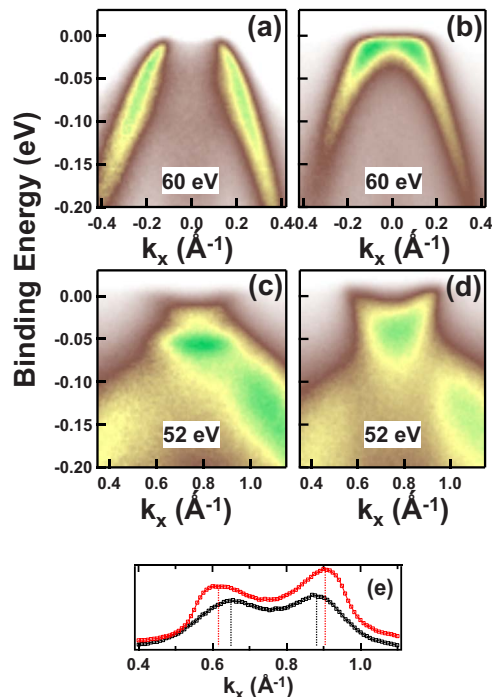 (a) (b)
0.00
-0.05
-0.10
-0.15
-0.20
60 eV 60 eV
-0.4 -0.2 0.0 0.2 0.4 -0.2 0.0 0.2 0.4
kx (Å-1) kx (Å-1)
Binding Energy (eV)
(c) (d)
0.00
-0.05
-0.10
-0.15
-0.20
52 eV 52 eV
0.4 0.6 0.8 1.0 0.4 0.6 0.8 1.0
kx (Å-1) kx (Å-1)
(e)
0.4 0.6 0.8 1.0
kx (Å-1)